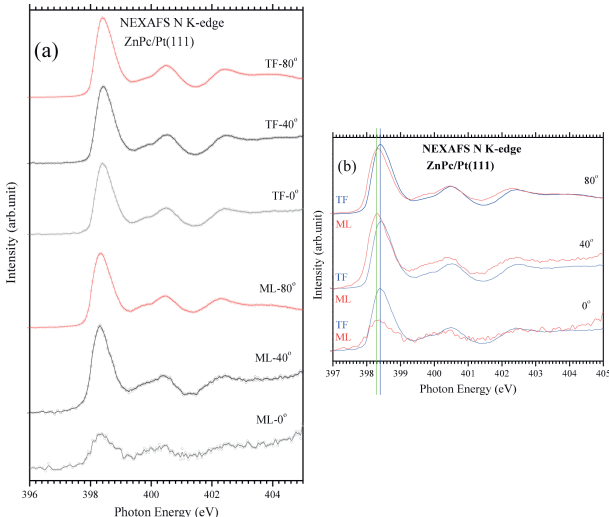 (a)
NEXAFS N K-edge
ZnPc/Pt(111)
TF-80°
TF-40°
TF-0°
ML-80°
ML-40°
ML-0°
Intensity (arb.unit)
396 398 400 402 404
Photon Energy (eV)
(b)
NEXAFS N K-edge
ZnPc/Pt(111)
80°
TF
ML
40°
TF
ML
0°
TF
ML
Intensity (arb.unit)
397 398 399 400 401 402 403 404 405
Photon Energy (eV)